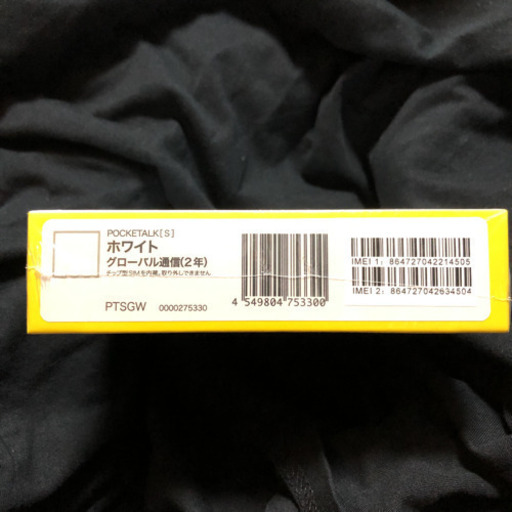 POCKETALK[S]
ホワイト
グローバル通信(2年)
チップ型SIMを内蔵。取り外しできません
PTSGW 0000275330
4 549804 753300
IMEI 1: 864727042214505
IMEI 2: 864727042634504